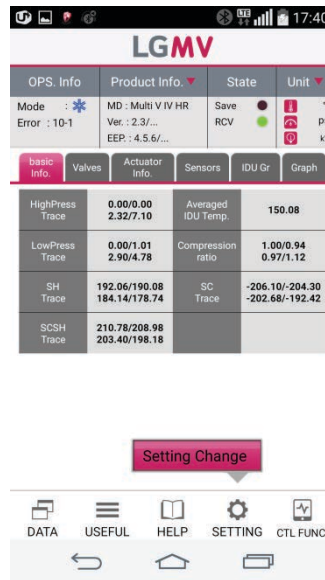 17:40
LGMV
OPS. Info Product Info. ▼ State Unit ▼
Mode : MD : Multi V IV HR Save
Error : 10-1 Ver. : 2.3/... RCV
EEP. : 4.5.6/...
basic Info. Valves Actuator Info. Sensors IDU Gr Graph
HighPress Trace 0.00/0.00 2.32/7.10 Averaged IDU Temp. 150.08
LowPress Trace 0.00/1.01 2.90/4.78 Compression ratio 1.00/0.94 0.97/1.12
SH Trace 192.06/190.08 184.14/178.74 SC Trace -206.10/-204.30 -202.68/-192.42
SCSH Trace 210.78/208.98 203.40/198.18
Setting Change
DATA USEFUL HELP SETTING CTL FUNC